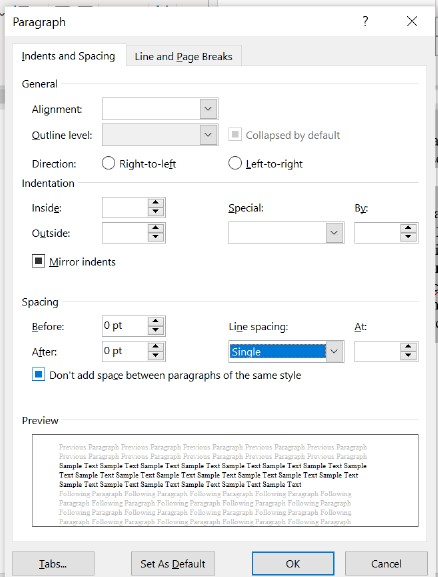 Paragraph ?
Indents and Spacing Line and Page Breaks
General
Alignment:
Outline level: Collapsed by default
Direction: Right-to-left Left-to-right
Indentation
Inside: Special: By:
Outside:
Mirror indents
Spacing
Before: 0 pt Line spacing: At:
After: 0 pt Single
Don't add space between paragraphs of the same style
Preview
Previous Paragraph Previous Paragraph Previous Paragraph Previous Paragraph Previous Paragraph
Previous Paragraph Previous Paragraph Previous Paragraph Previous Paragraph Previous Paragraph
Sample Text Sample Text Sample Text Sample Text Sample Text Sample Text Sample Text Sample Text
Sample Text Sample Text Sample Text Sample Text Sample Text Sample Text Sample Text Sample Text
Sample Text Sample Text Sample Text Sample Text Sample Text
Following Paragraph Following Paragraph Following Paragraph Following Paragraph Following
Paragraph Following Paragraph Following Paragraph Following Paragraph Following
Paragraph Following Paragraph Following Paragraph Following Paragraph Following
Tabs... Set As Default OK Cancel